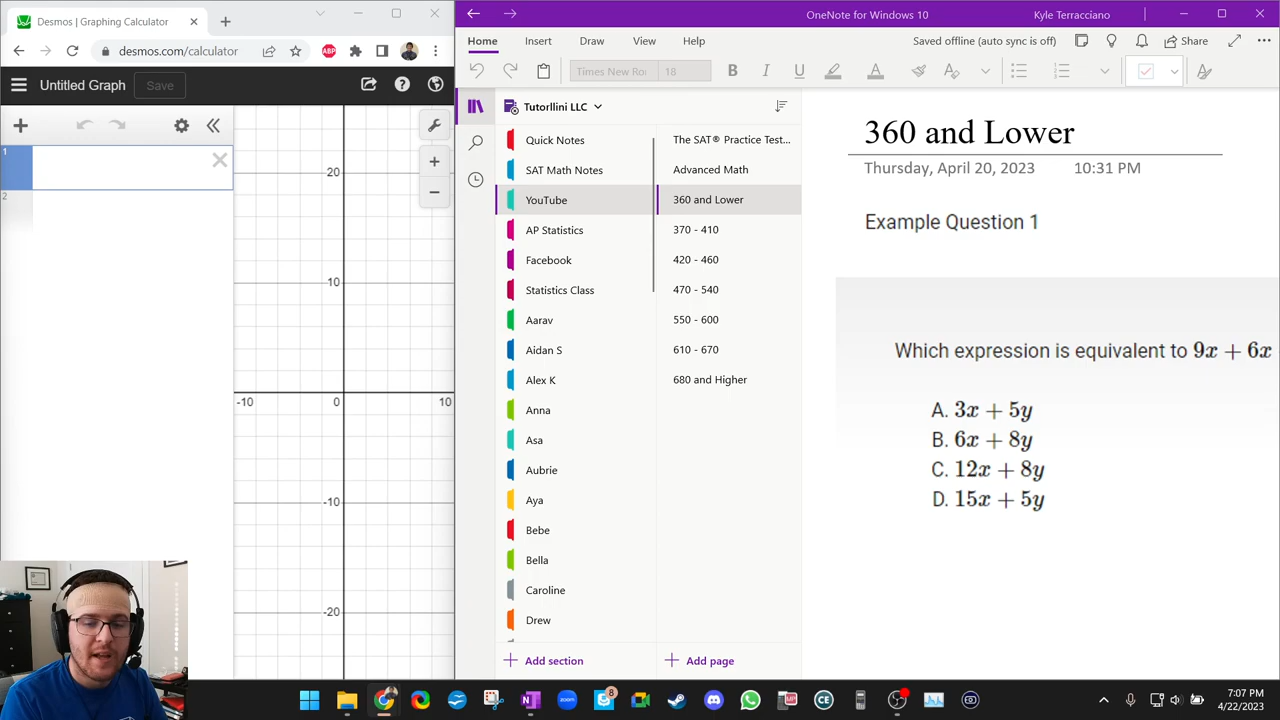 Desmos | Graphing Calculator
desmos.com/calculator
ABP
Untitled Graph
Save
1
2
20
10
-10
0
10
-10
-20
OneNote for Windows 10
Kyle Terracciano
Home
Insert
Draw
View
Help
Saved offline (auto sync is off)
Share
Times New Ro
18
B
I
U
A
Tutorllini LLC
Quick Notes
SAT Math Notes
YouTube
AP Statistics
Facebook
Statistics Class
Aarav
Aidan S
Alex K
Anna
Asa
Aubrie
Aya
Bebe
Bella
Caroline
Drew
Add section
The SAT® Practice Test...
Advanced Math
360 and Lower
370 - 410
420 - 460
470 - 540
550 - 600
610 - 670
680 and Higher
Add page
360 and Lower
Thursday, April 20, 2023
10:31 PM
Example Question 1
Which expression is equivalent to 9x + 6x
A. 3x + 5y
B. 6x + 8y
C. 12x + 8y
D. 15x + 5y
zoom
8
CE
7:07 PM
4/22/2023